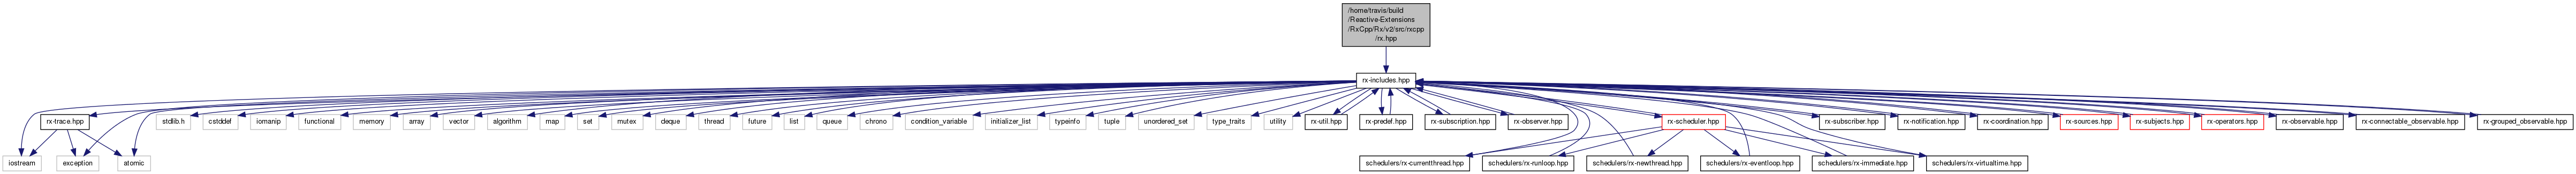 /home/travis/build
/Reactive-Extensions
/RxCpp/Rx/v2/src/rxcpp
/rx.hpp
rx-includes.hpp
rx-trace.hpp
stdlib.h
cstddef
iomanip
functional
memory
array
vector
algorithm
map
set
mutex
deque
thread
future
list
queue
chrono
condition_variable
initializer_list
typeinfo
tuple
unordered_set
type_traits
utility
rx-util.hpp
rx-predef.hpp
rx-subscription.hpp
rx-observer.hpp
rx-scheduler.hpp
rx-subscriber.hpp
rx-notification.hpp
rx-coordination.hpp
rx-sources.hpp
rx-subjects.hpp
rx-operators.hpp
rx-observable.hpp
rx-connectable_observable.hpp
rx-grouped_observable.hpp
iostream
exception
atomic
schedulers/rx-currentthread.hpp
schedulers/rx-runloop.hpp
schedulers/rx-newthread.hpp
schedulers/rx-eventloop.hpp
schedulers/rx-immediate.hpp
schedulers/rx-virtualtime.hpp